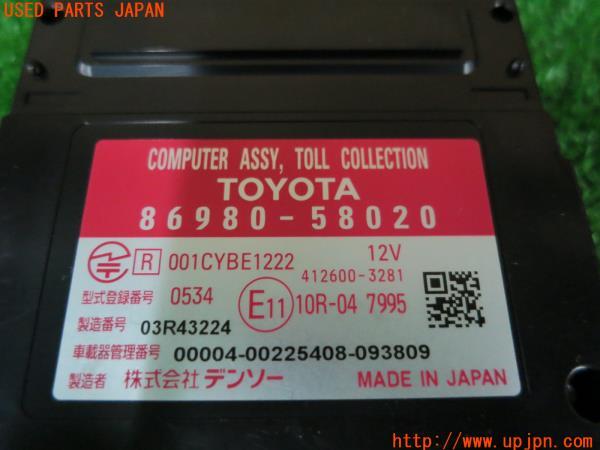 USED PARTS JAPAN
COMPUTER ASSY, TOLL COLLECTION
TOYOTA
86980-58020
R 001CYBE1222 12V
412600-3281
型式登録番号 0534 E11 10R-04 7995
製造番号 03R43224
車載器管理番号 00004-00225408-093809
製造者 株式会社 デンソー MADE IN JAPAN
http://www.upjpn.com/